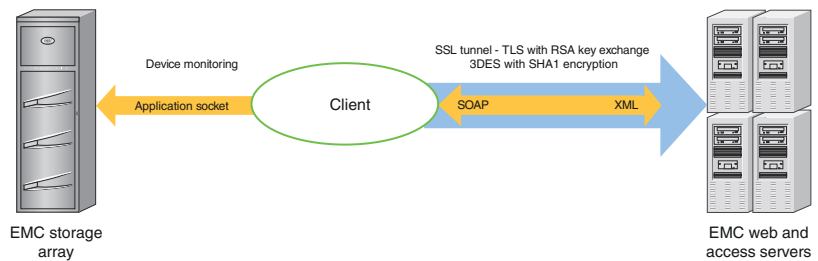 Device monitoring
Application socket
Client
SSL tunnel - TLS with RSA key exchange
3DES with SHA1 encryption
SOAP
XML
EMC storage
array
EMC web and
access servers